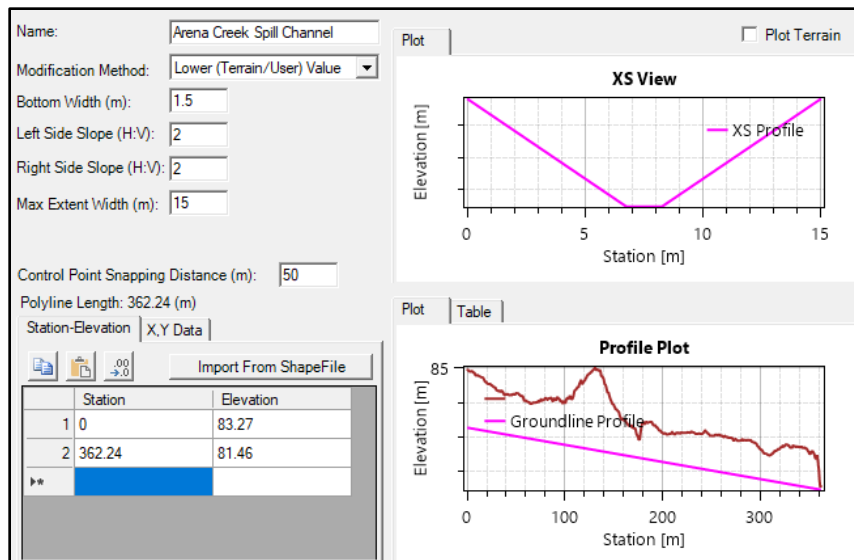 Name: Arena Creek Spill Channel
Modification Method: Lower (Terrain/User) Value
Bottom Width (m): 1.5
Left Side Slope (H:V): 2
Right Side Slope (H:V): 2
Max Extent Width (m): 15
Control Point Snapping Distance (m): 50
Polyline Length: 362.24 (m)
Station-Elevation X,Y Data
.00
→.0
Import From ShapeFile
Station Elevation
1 0 83.27
2 362.24 81.46
Plot Plot Terrain
XS View
Elevation [m]
XS Profile
0 5 10 15
Station [m]
Plot Table
Profile Plot
85
Elevation [m]
Groundline Profile
0 100 200 300
Station [m]